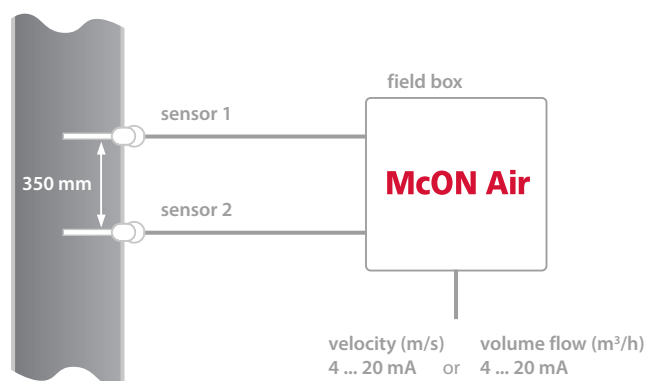 field box
sensor 1
McON Air
350 mm
sensor 2
velocity (m/s) volume flow (m³/h)
4 ... 20 mA or 4 ... 20 mA